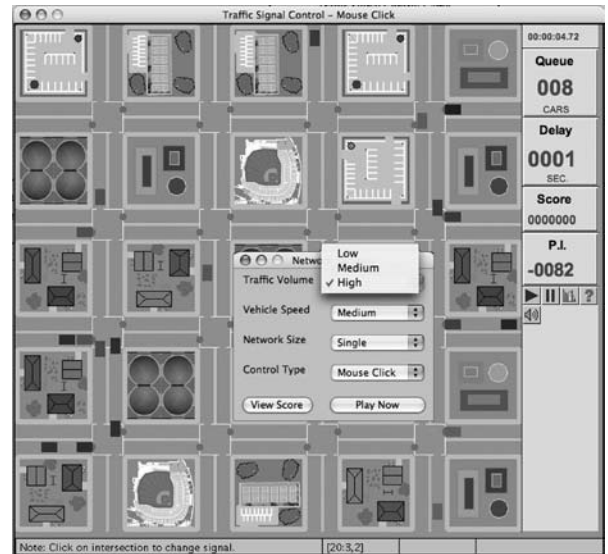 Traffic Signal Control – Mouse Click
00:00:04.72
Queue
008
CARS
Delay
0001
SEC.
Score
0000000
P.I.
-0082
?
Low
Medium
✓ High
Traffic Volume
Vehicle Speed
Medium
Network Size
Single
Control Type
Mouse Click
View Score
Play Now
Note: Click on intersection to change signal.
[20:3,2]